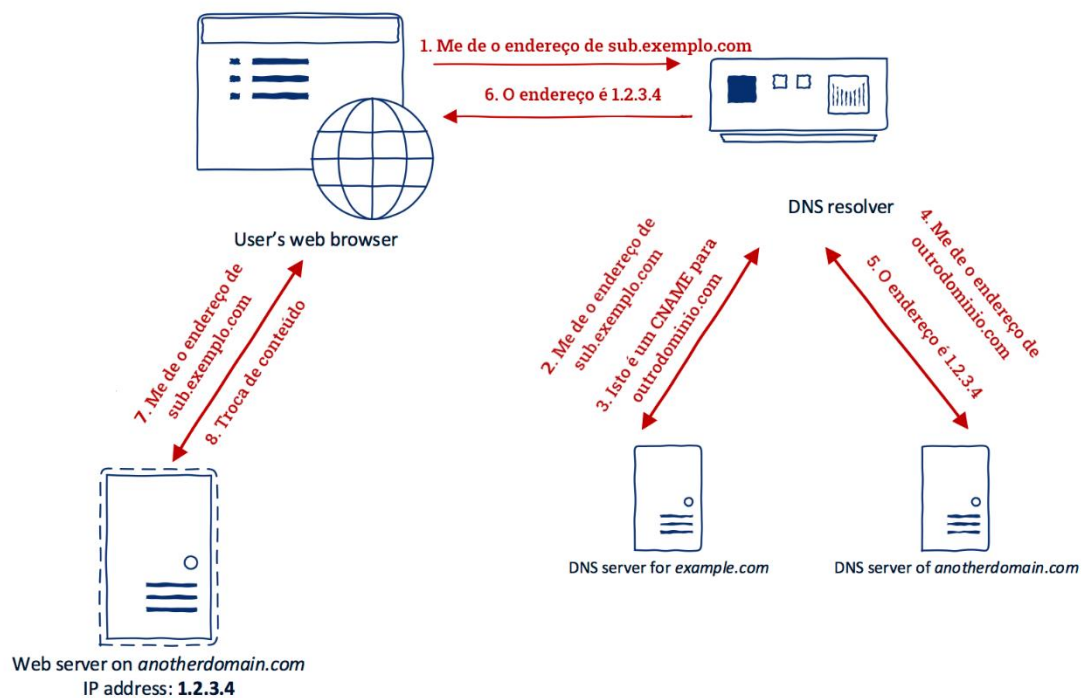 1. Me de o endereço de sub.exemplo.com
6. O endereço é 1.2.3.4
User's web browser
DNS resolver
2. Me de o endereço de
sub.exemplo.com
3. Isto é um CNAME para
outrodominio.com
4. Me de o endereço de
outrodominio.com
5. O endereço é 1.2.3.4
7. Me de o endereço de
sub.exemplo.com
8. Troca de conteúdo
DNS server for example.com
DNS server of anotherdomain.com
Web server on anotherdomain.com
IP address: 1.2.3.4